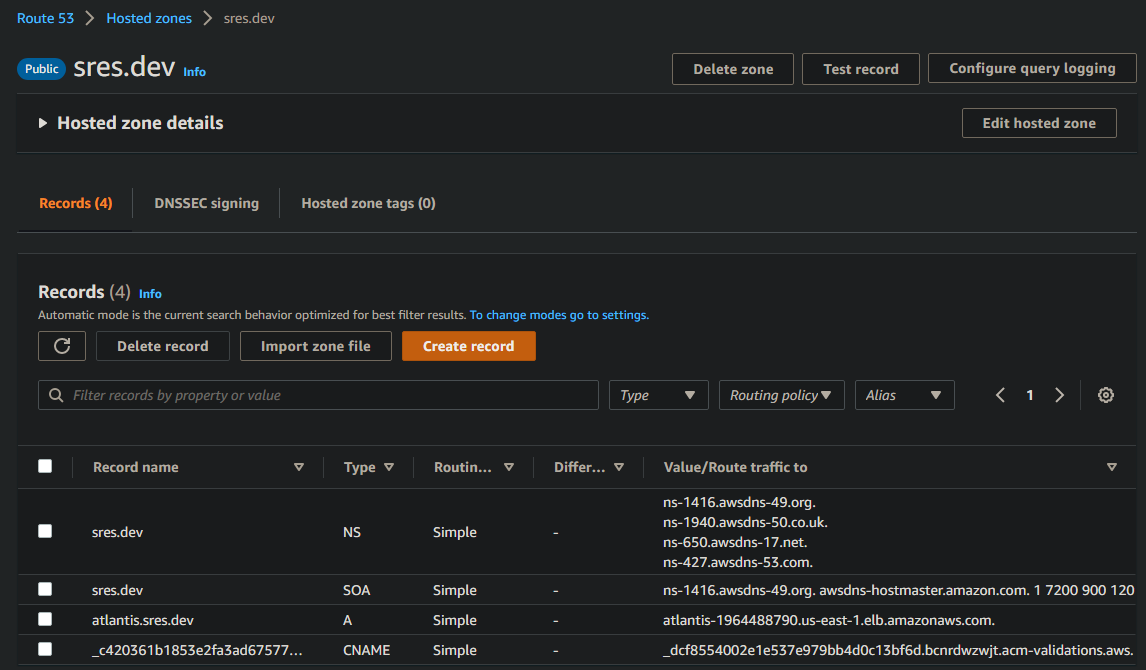 Route 53 > Hosted zones > sres.dev
Public sres.dev Info
Delete zone Test record Configure query logging
Hosted zone details Edit hosted zone
Records (4) DNSSEC signing Hosted zone tags (0)
Records (4) Info
Automatic mode is the current search behavior optimized for best filter results. To change modes go to settings.
Delete record Import zone file Create record
Filter records by property or value Type Routing policy Alias 1
Record name Type Routin... Differ... Value/Route traffic to
ns-1416.awsdns-49.org.
ns-1940.awsdns-50.co.uk.
sres.dev NS Simple -
ns-650.awsdns-17.net.
ns-427.awsdns-53.com.
sres.dev SOA Simple - ns-1416.awsdns-49.org. awsdns-hostmaster.amazon.com. 1 7200 900 120
atlantis.sres.dev A Simple - atlantis-1964488790.us-east-1.elb.amazonaws.com.
_c420361b1853e2fa3ad67577... CNAME Simple - _dcf8554002e1e537e979bb4d0c13bf6d.bcnrdwzwjt.acm-validations.aws.